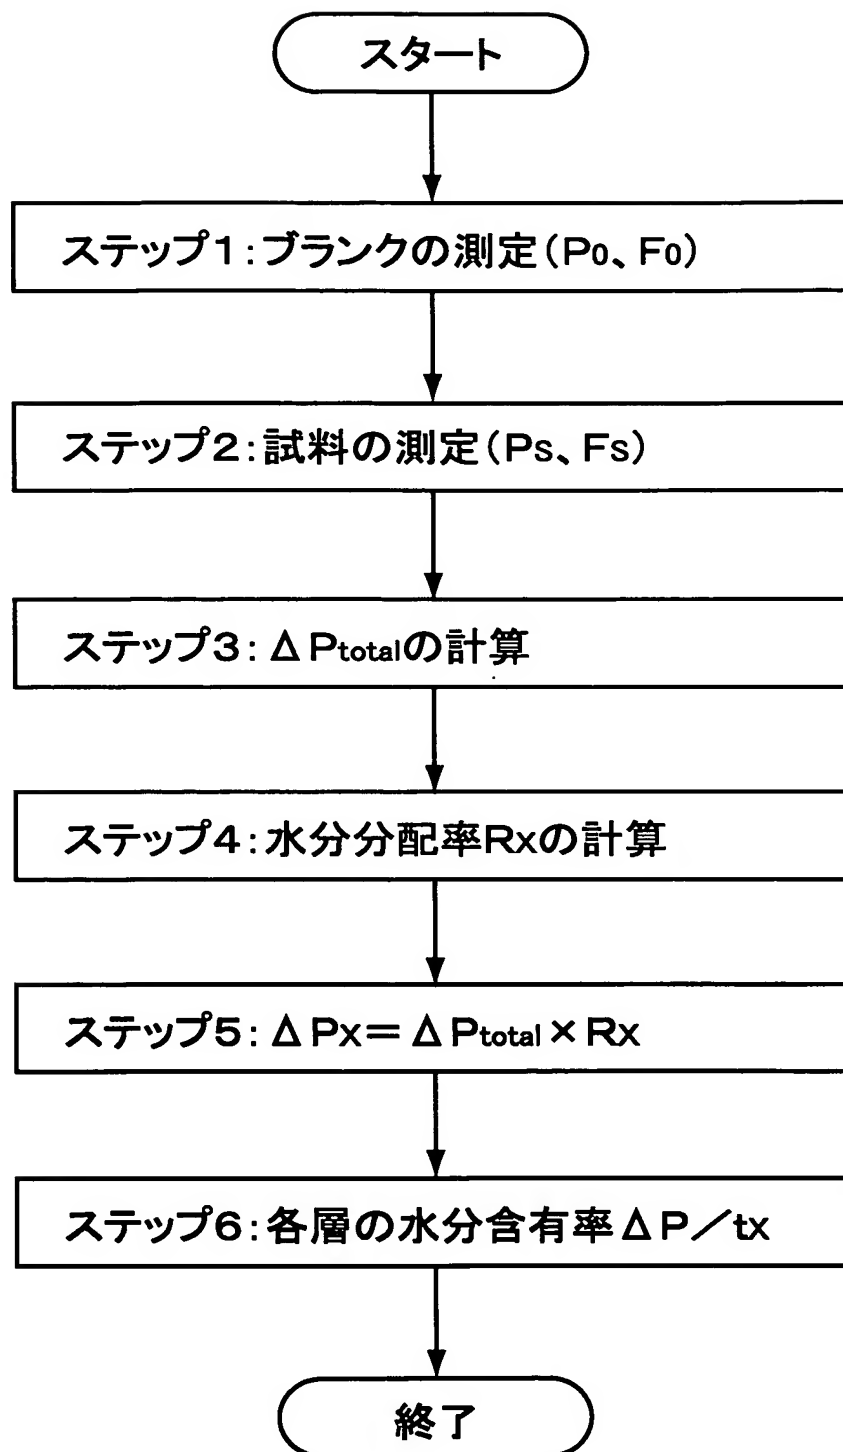 スタート
ステップ1:ブランクの測定(P0、F0)
ステップ2:試料の測定(Ps、Fs)
ステップ3:ΔPtotalの計算
ステップ4:水分分配率Rxの計算
ステップ5:ΔPx=ΔPtotal×Rx
ステップ6:各層の水分含有率ΔP/tx
終了